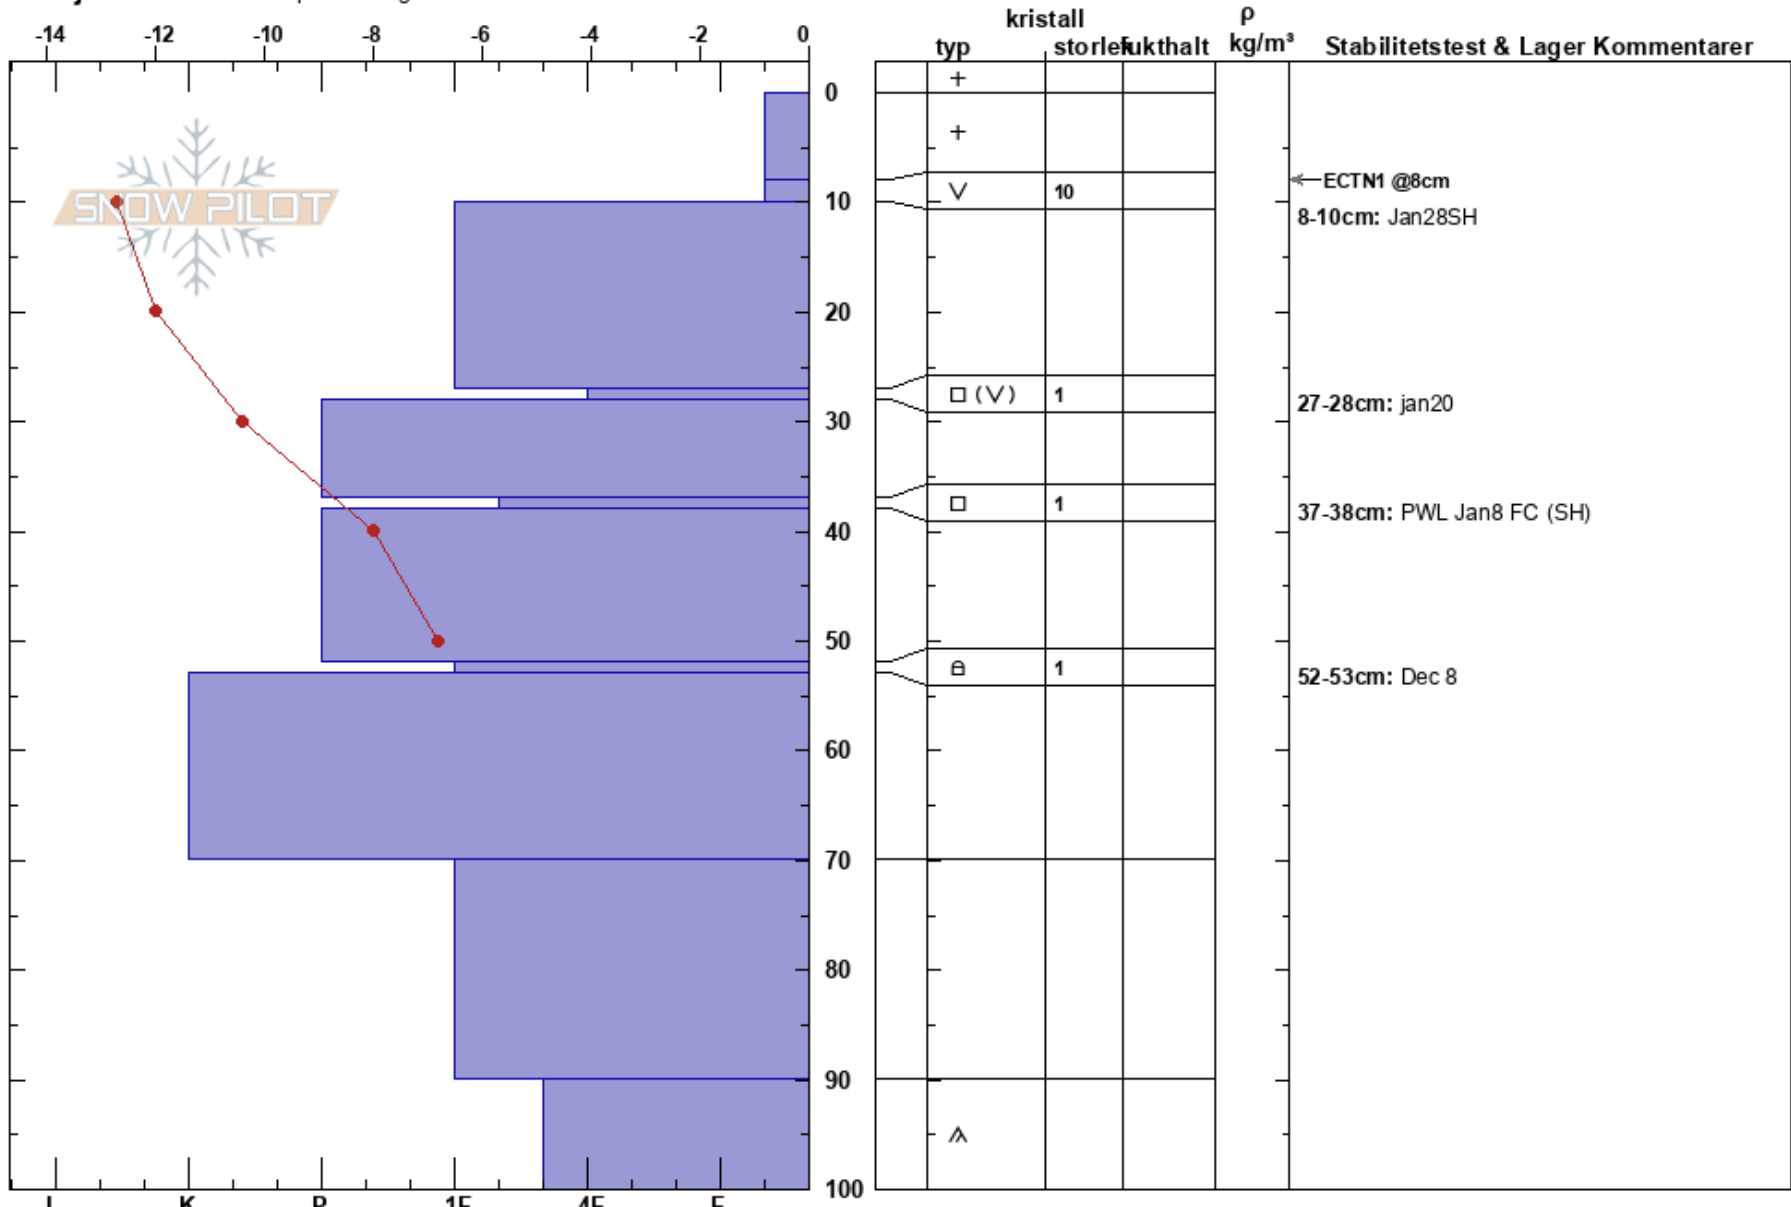 kristall ρ
-14 -12 -10 -8 -6 -4 -2 0 typ storlek fukthalt kg/m³ Stabilitetstest & Lager Kommentarer
+
0
+
ECTN1 @8cm
SNOW PILOT 10 V 10
8-10cm: Jan28SH
20
□ (V) 1 27-28cm: jan20
30
□ 1 37-38cm: PWL Jan8 FC (SH)
40
50
1 52-53cm: Dec 8
60
70
80
90
100
I K P 1F 4F F